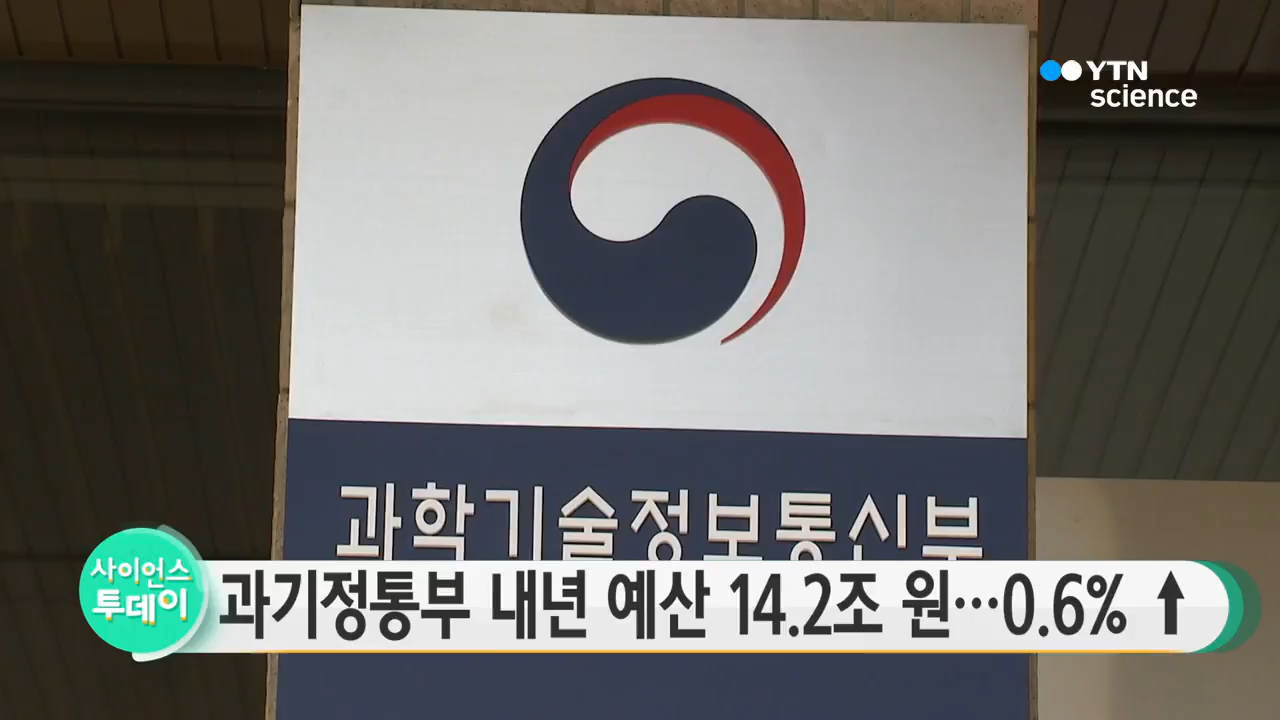 YTN
science
과학기술정보통신부
사이언스
투데이
과기정통부 내년 예산 14.2조 원…0.6% ↑